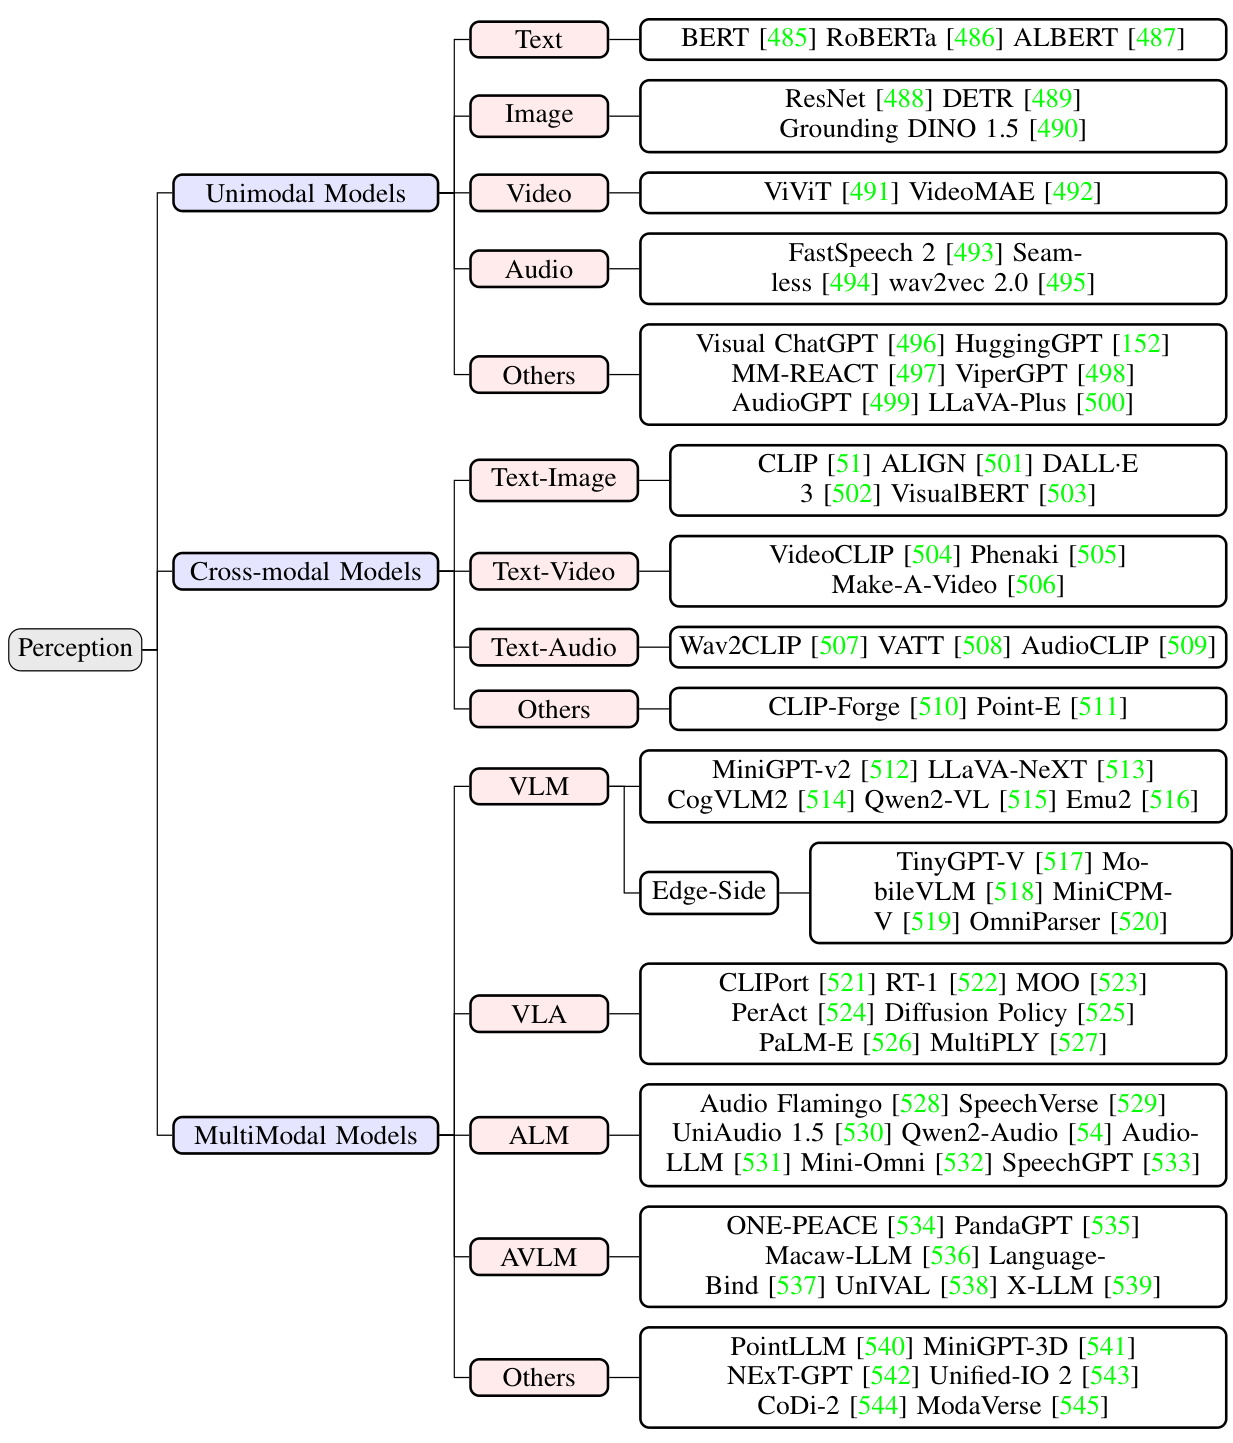 Perception
Unimodal Models
Text
BERT [485] RoBERTa [486] ALBERT [487]
Image
ResNet [488] DETR [489]
Grounding DINO 1.5 [490]
Video
ViViT [491] VideoMAE [492]
Audio
FastSpeech 2 [493] Seam-
less [494] wav2vec 2.0 [495]
Others
Visual ChatGPT [496] HuggingGPT [152]
MM-REACT [497] ViperGPT [498]
AudioGPT [499] LLaVA-Plus [500]
Cross-modal Models
Text-Image
CLIP [51] ALIGN [501] DALL·E
3 [502] VisualBERT [503]
Text-Video
VideoCLIP [504] Phenaki [505]
Make-A-Video [506]
Text-Audio
Wav2CLIP [507] VATT [508] AudioCLIP [509]
Others
CLIP-Forge [510] Point-E [511]
MultiModal Models
VLM
MiniGPT-v2 [512] LLaVA-NeXT [513]
CogVLM2 [514] Qwen2-VL [515] Emu2 [516]
Edge-Side
TinyGPT-V [517] Mo-
bileVLM [518] MiniCPM-
V [519] OmniParser [520]
VLA
CLIPort [521] RT-1 [522] MOO [523]
PerAct [524] Diffusion Policy [525]
PaLM-E [526] MultiPLY [527]
ALM
Audio Flamingo [528] SpeechVerse [529]
UniAudio 1.5 [530] Qwen2-Audio [54] Audio-
LLM [531] Mini-Omni [532] SpeechGPT [533]
AVLM
ONE-PEACE [534] PandaGPT [535]
Macaw-LLM [536] Language-
Bind [537] UnIVAL [538] X-LLM [539]
Others
PointLLM [540] MiniGPT-3D [541]
NExT-GPT [542] Unified-IO 2 [543]
CoDi-2 [544] ModaVerse [545]